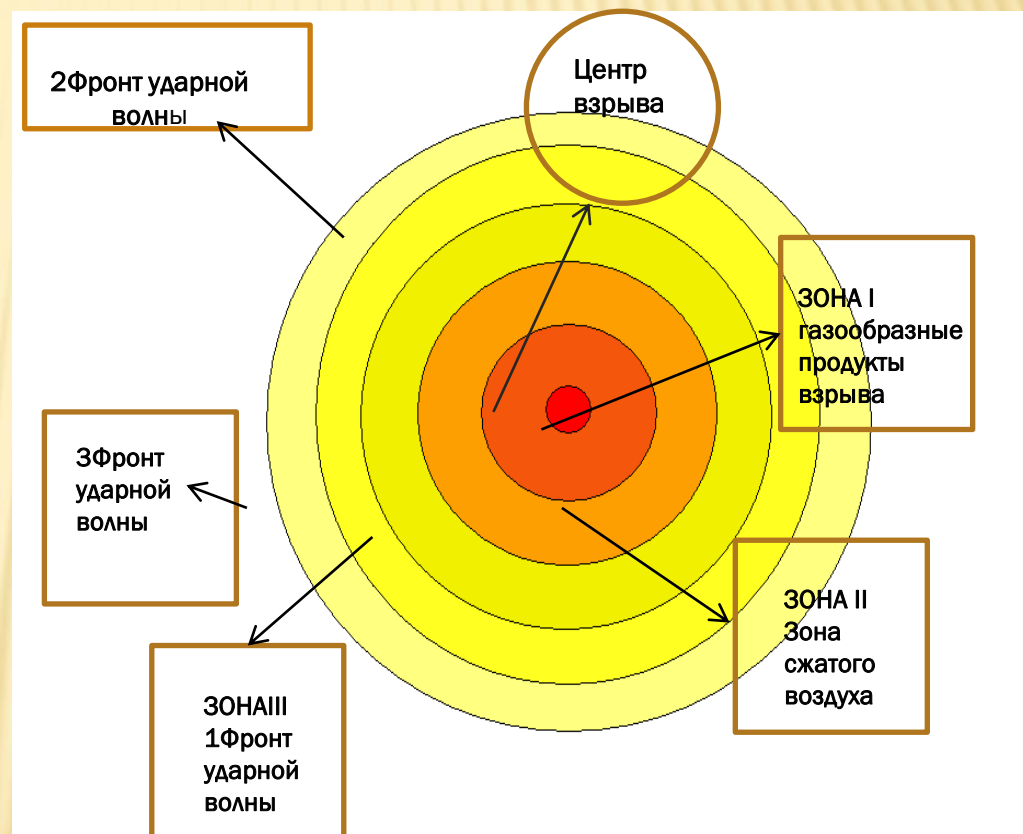 2Фронт ударной
волны
Центр
взрыва
ЗОНА I
газообразные
продукты
взрыва
3Фронт
ударной
волны
ЗОНА II
Зона
сжатого
воздуха
ЗОНАIII
1Фронт
ударной
волны